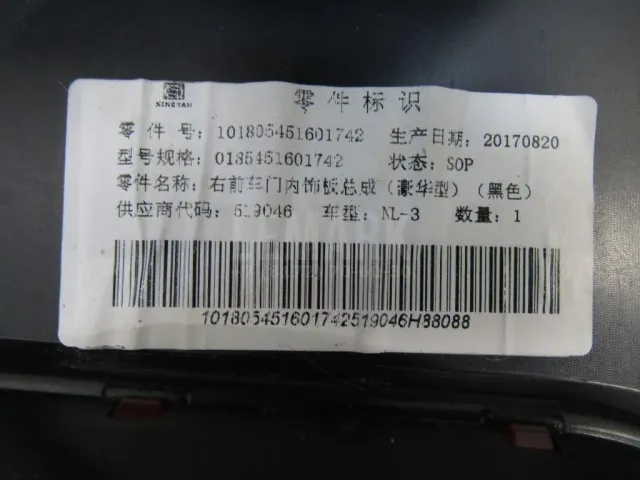 零件标识
零 件 号: 101805451601742 生产日期: 20170820
型号规格: 0185451601742 状态: SOP
零件名称: 右前车门内饰板总成 (豪华型) (黑色)
供应商代码: 519046 车型: NL-3 数量: 1
101805451601742519046H88088